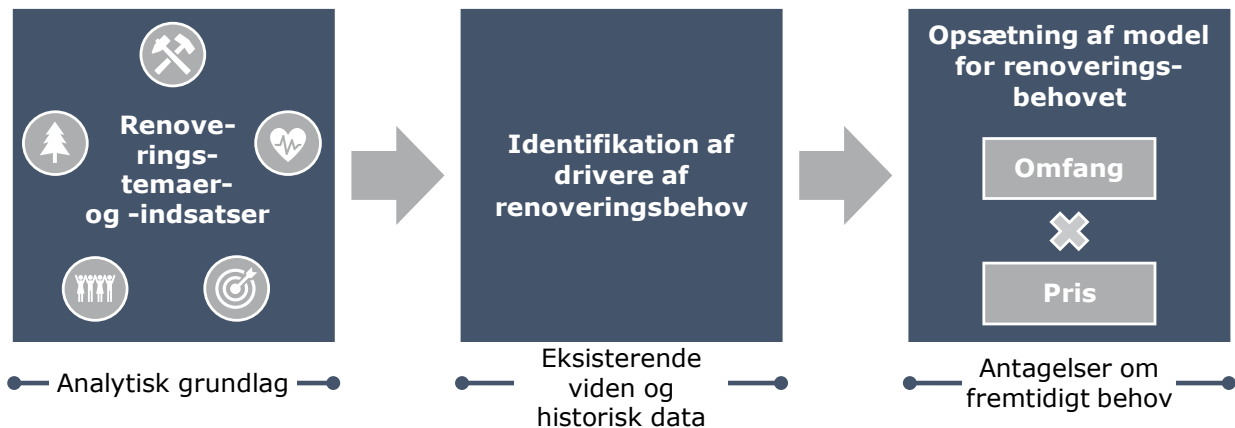 Renove-
rings-
temaer-
og -indsatser
Analytisk grundlag
Identifikation af
drivere af
renoveringsbehov
Eksisterende
viden og
historisk data
Opsætning af model
for renoverings-
behovet
Omfang
Pris
Antagelser om
fremtidigt behov